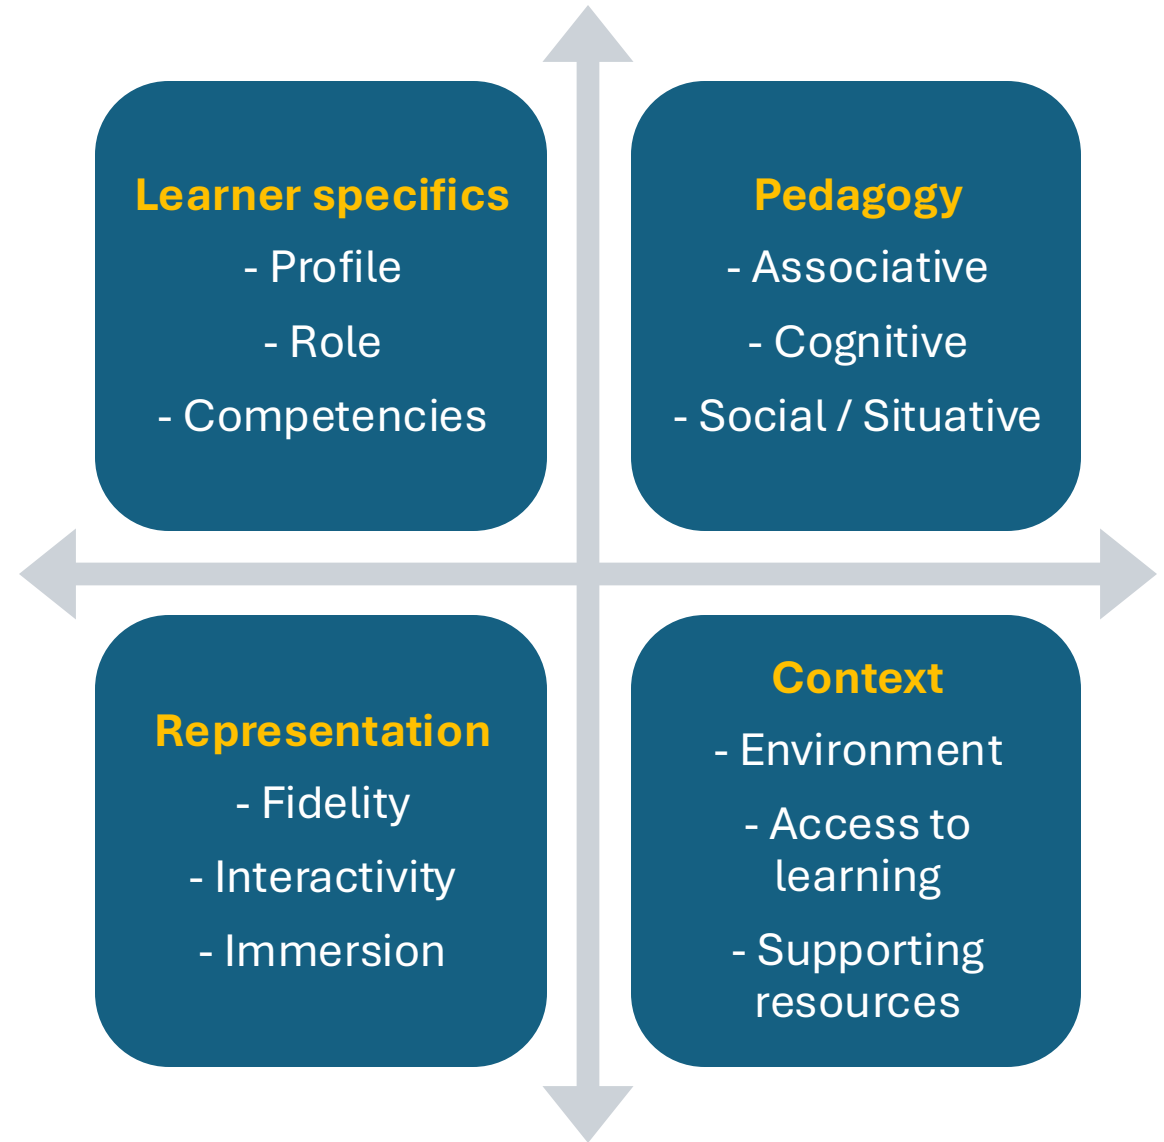 Learner specifics
- Profile
- Role
- Competencies
Pedagogy
- Associative
- Cognitive
- Social / Situative
Representation
- Fidelity
- Interactivity
- Immersion
Context
- Environment
- Access to
learning
- Supporting
resources